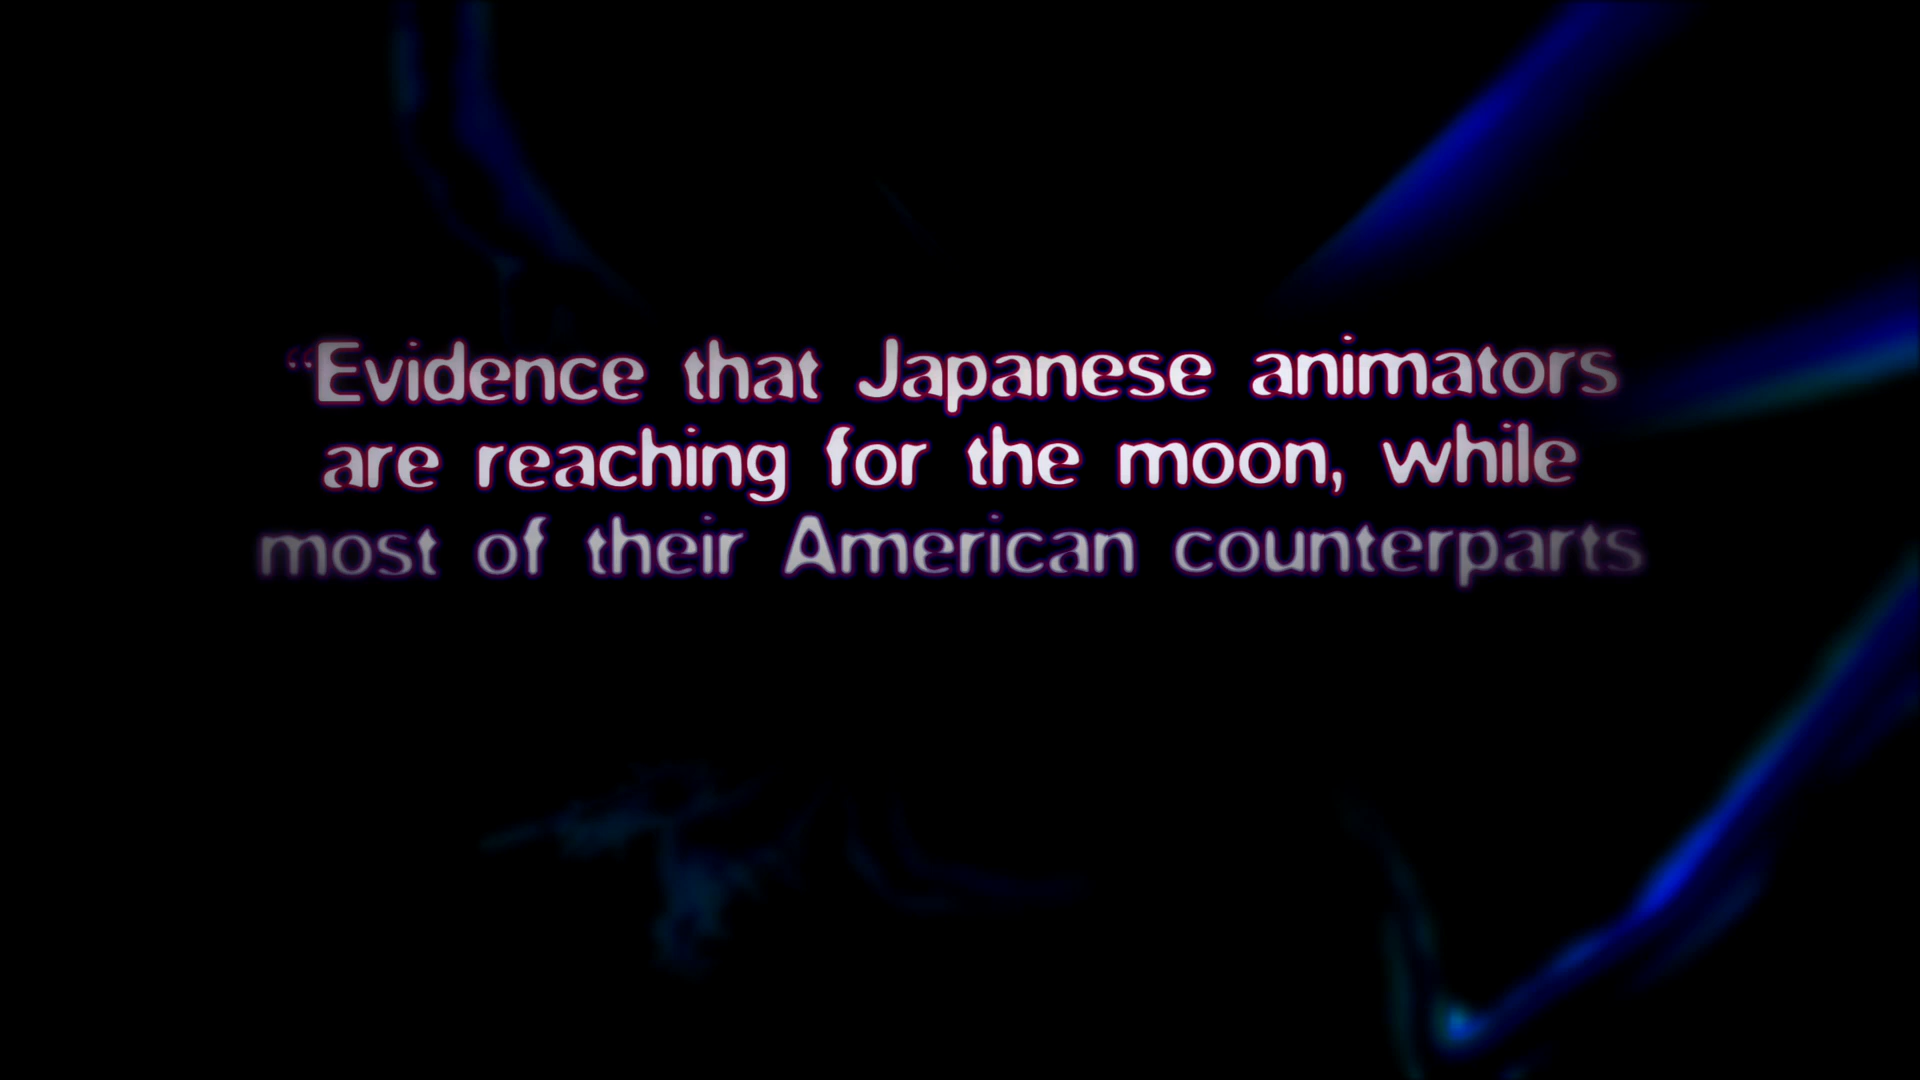 “Evidence that Japanese animators
are reaching for the moon, while
most of their American counterparts